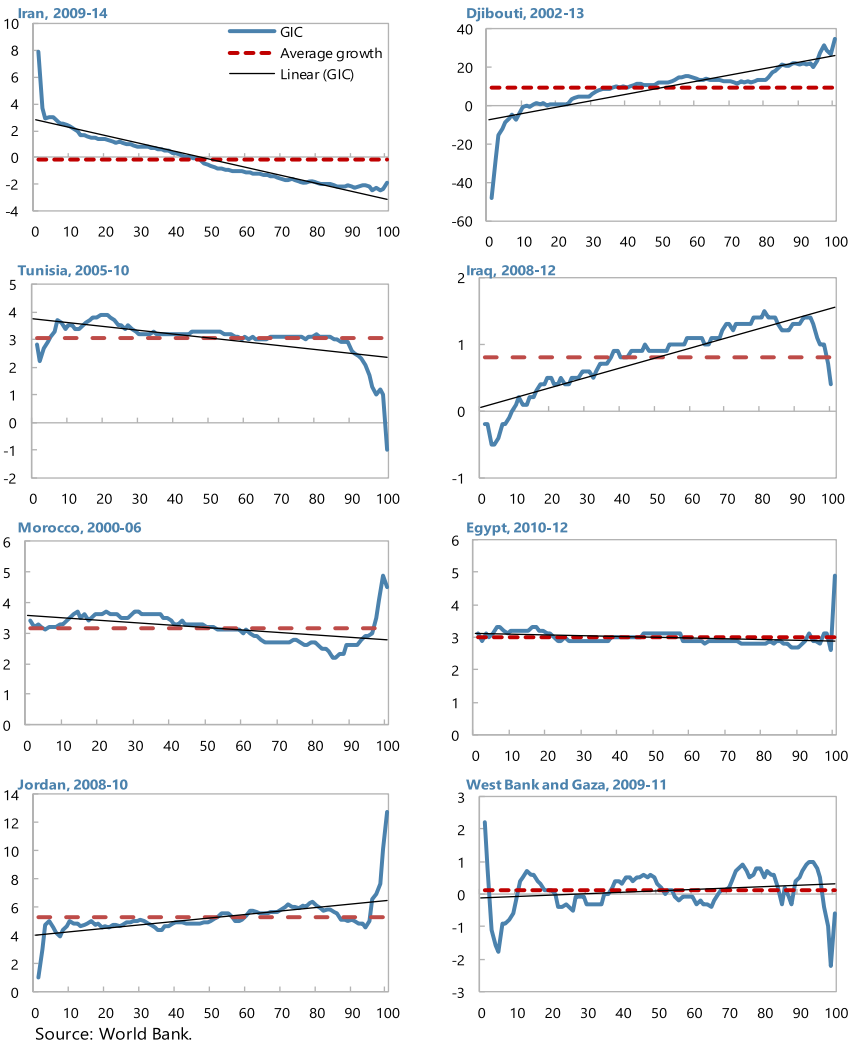 Iran, 2009-14
10
8
6
4
2
0
-2
-4
0 10 20 30 40 50 60 70 80 90 100
GIC
Average growth
Linear (GIC)
Djibouti, 2002-13
40
20
0
-20
-40
-60
0 10 20 30 40 50 60 70 80 90 100
Tunisia, 2005-10
5
4
3
2
1
0
-1
-2
0 10 20 30 40 50 60 70 80 90 100
Iraq, 2008-12
2
1
0
-1
0 10 20 30 40 50 60 70 80 90 100
Morocco, 2000-06
6
5
4
3
2
1
0
0 10 20 30 40 50 60 70 80 90 100
Egypt, 2010-12
6
5
4
3
2
1
0
0 10 20 30 40 50 60 70 80 90 100
Jordan, 2008-10
14
12
10
8
6
4
2
0
0 10 20 30 40 50 60 70 80 90 100
West Bank and Gaza, 2009-11
3
2
1
0
-1
-2
-3
0 10 20 30 40 50 60 70 80 90 100
Source: World Bank.